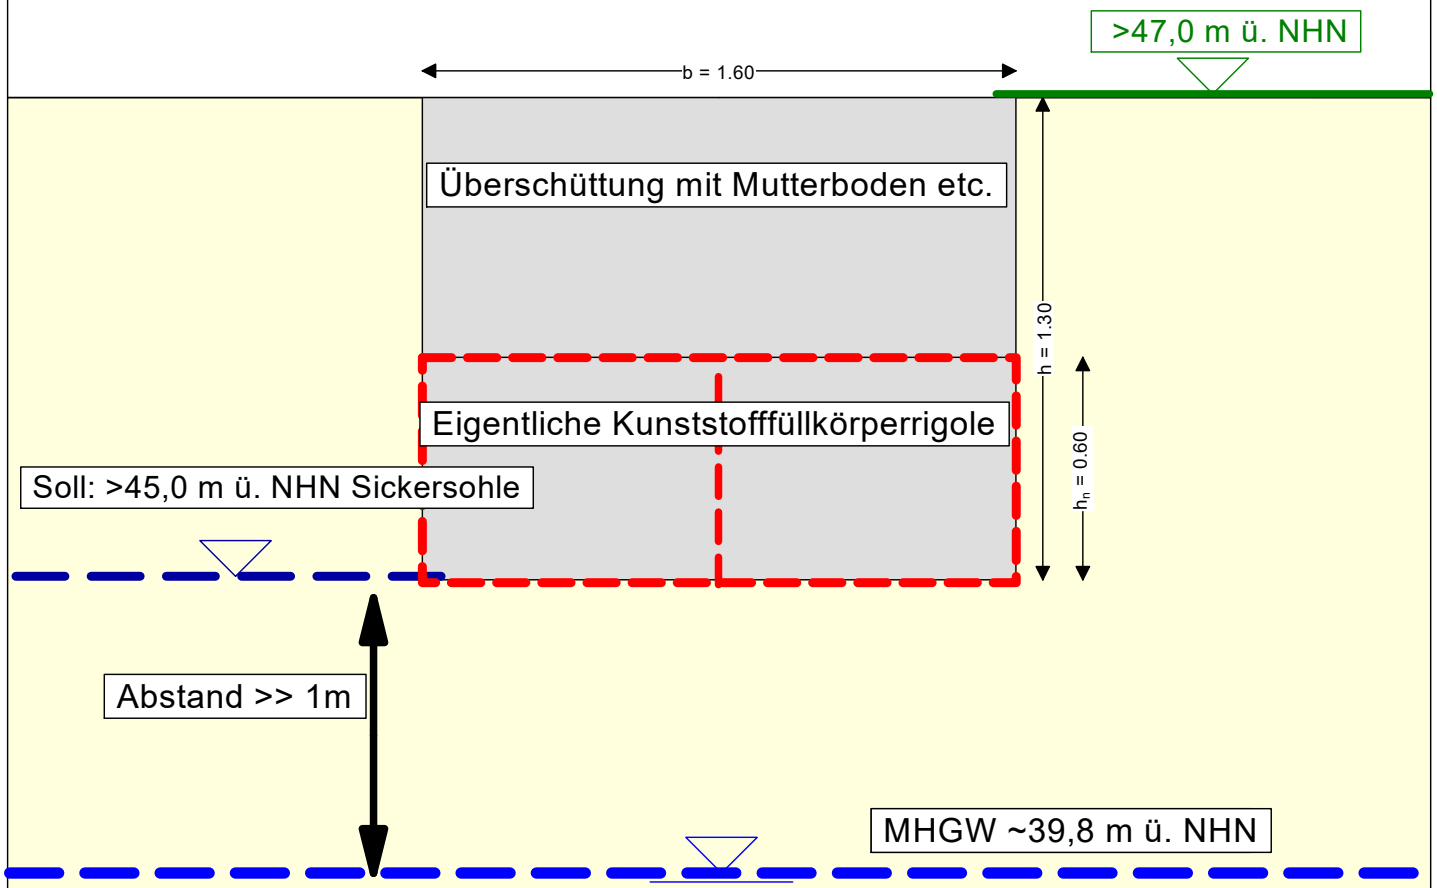 >47,0 m ü. NHN
b = 1.60
Überschüttung mit Mutterboden etc.
h = 1.30
Eigentliche Kunststofffüllkörperrigole
hₙ = 0.60
Soll: >45,0 m ü. NHN Sickersohle
Abstand >> 1m
MHGW ~39,8 m ü. NHN